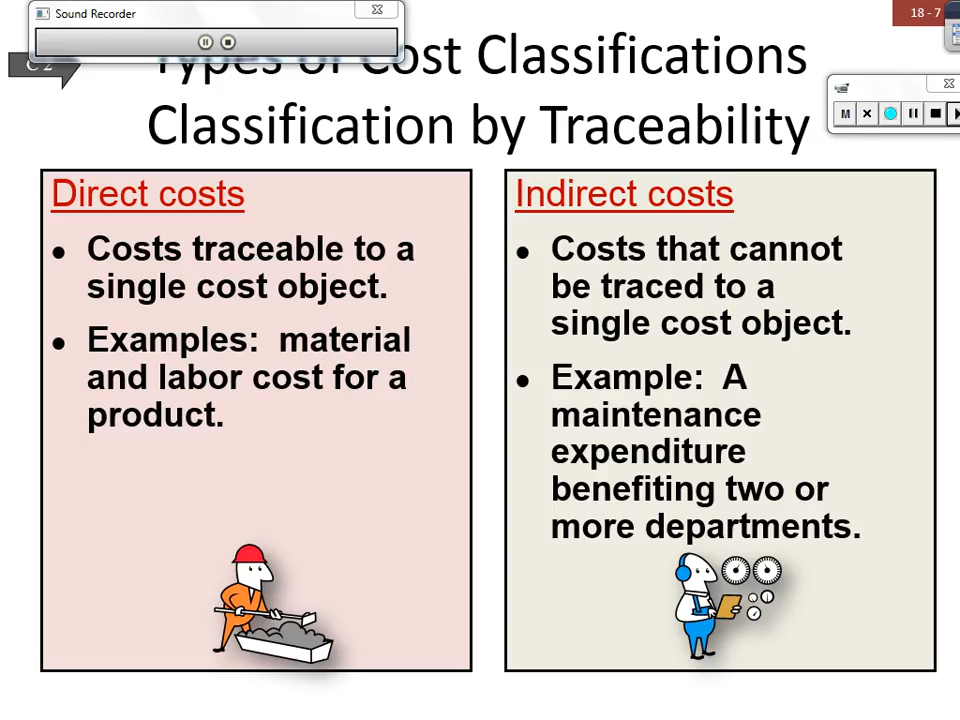 Sound Recorder
18 - 7
C 2
Types of Cost Classifications
Classification by Traceability
M
Direct costs
• Costs traceable to a
single cost object.
• Examples:  material
and labor cost for a
product.
Indirect costs
• Costs that cannot
be traced to a
single cost object.
• Example:  A
maintenance
expenditure
benefiting two or
more departments.